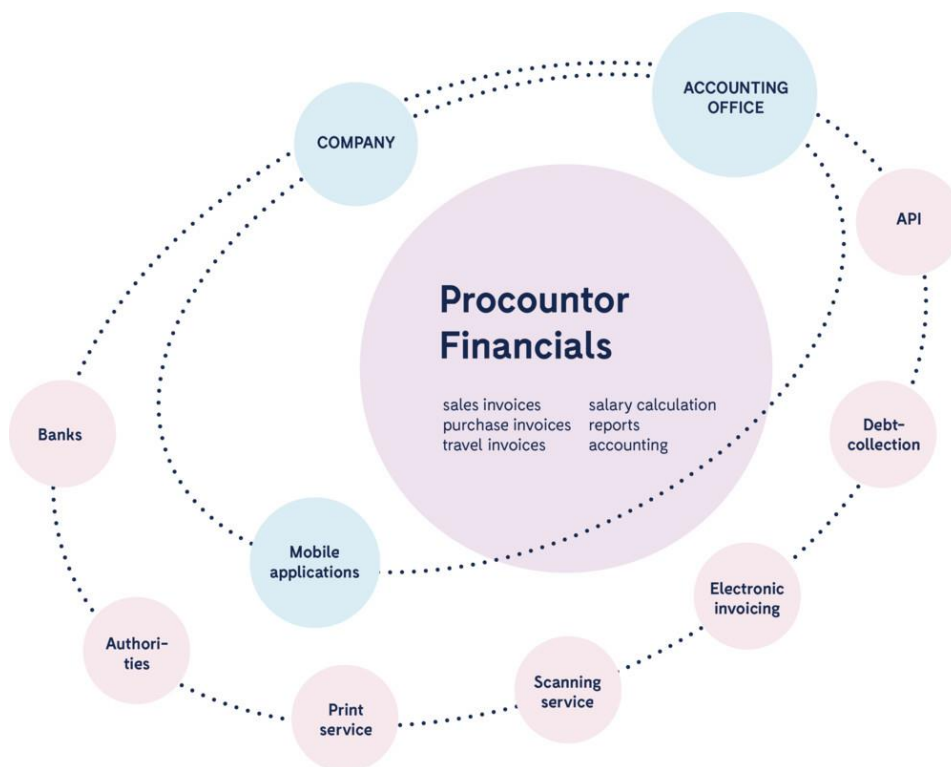 ACCOUNTING
OFFICE
COMPANY
API
Procountor
Financials
sales invoices
purchase invoices
travel invoices
salary calculation
reports
accounting
Banks
Debt-
collection
Mobile
applications
Electronic
invoicing
Authori-
ties
Scanning
service
Print
service